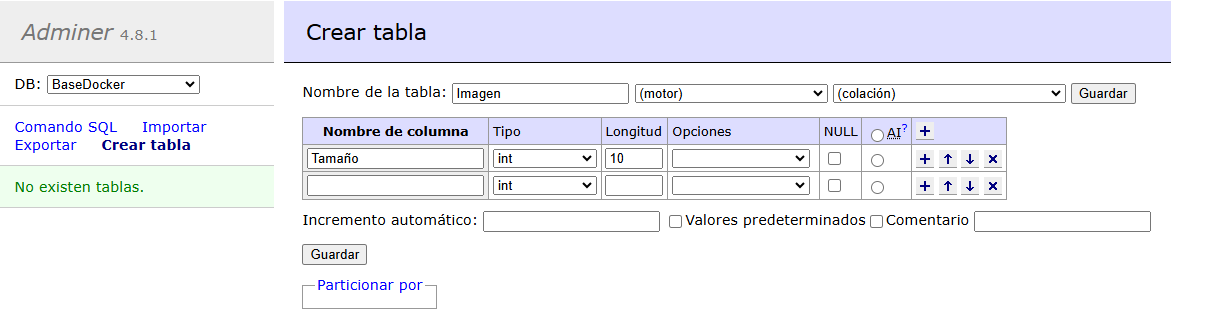 Adminer 4.8.1
Crear tabla
DB: BaseDocker
Nombre de la tabla: Imagen (motor) (colación) Guardar
Comando SQL Importar
Exportar Crear tabla
No existen tablas.
Nombre de columna Tipo Longitud Opciones NULL AI? +
Tamaño int 10 + ↑ ↓ ×
int + ↑ ↓ ×
Incremento automático: Valores predeterminados Comentario
Guardar
Particionar por